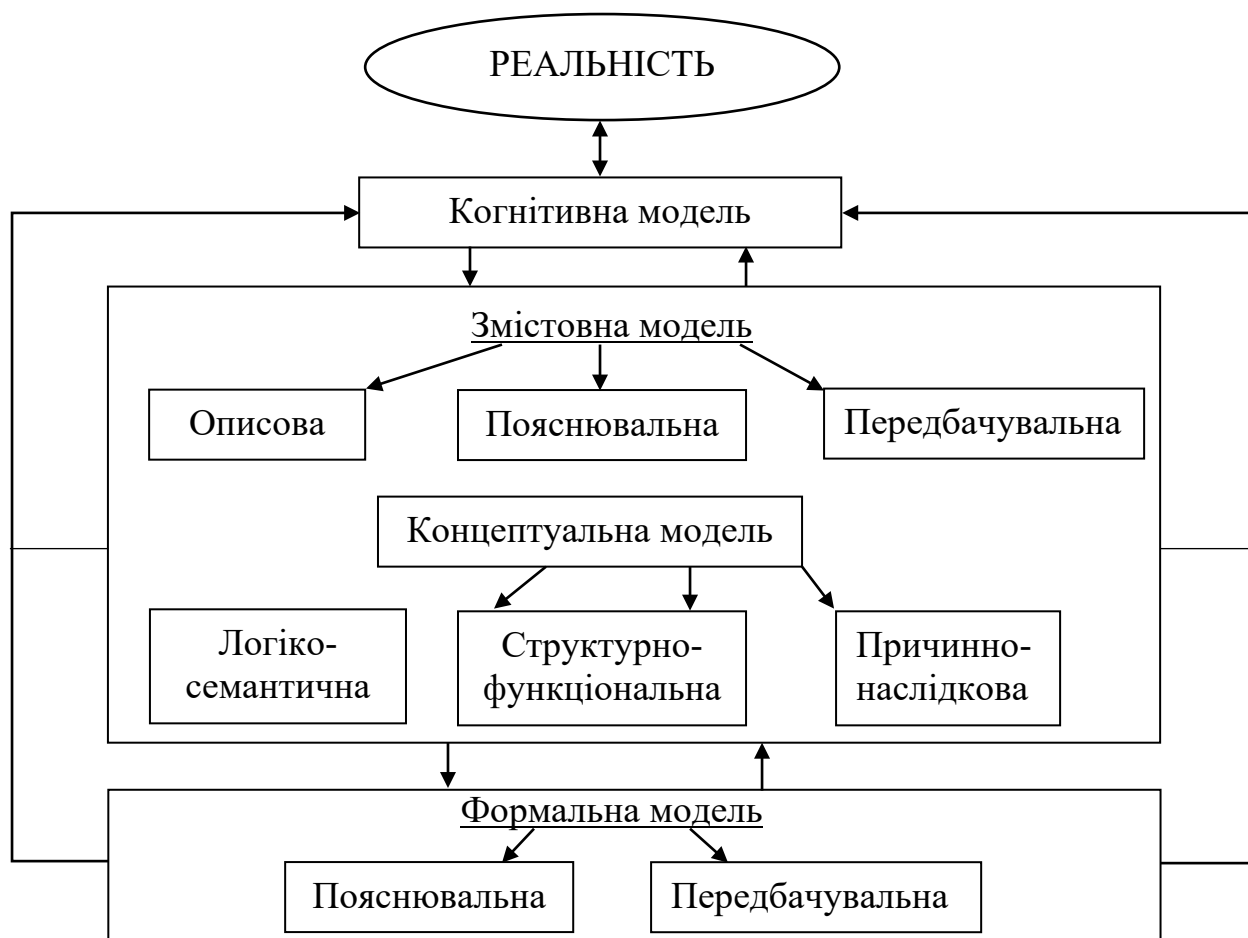 РЕАЛЬНІСТЬ
Когнітивна модель
Змістовна модель
Описова
Пояснювальна
Передбачувальна
Концептуальна модель
Логіко-
семантична
Структурно-
функціональна
Причинно-
наслідкова
Формальна модель
Пояснювальна
Передбачувальна